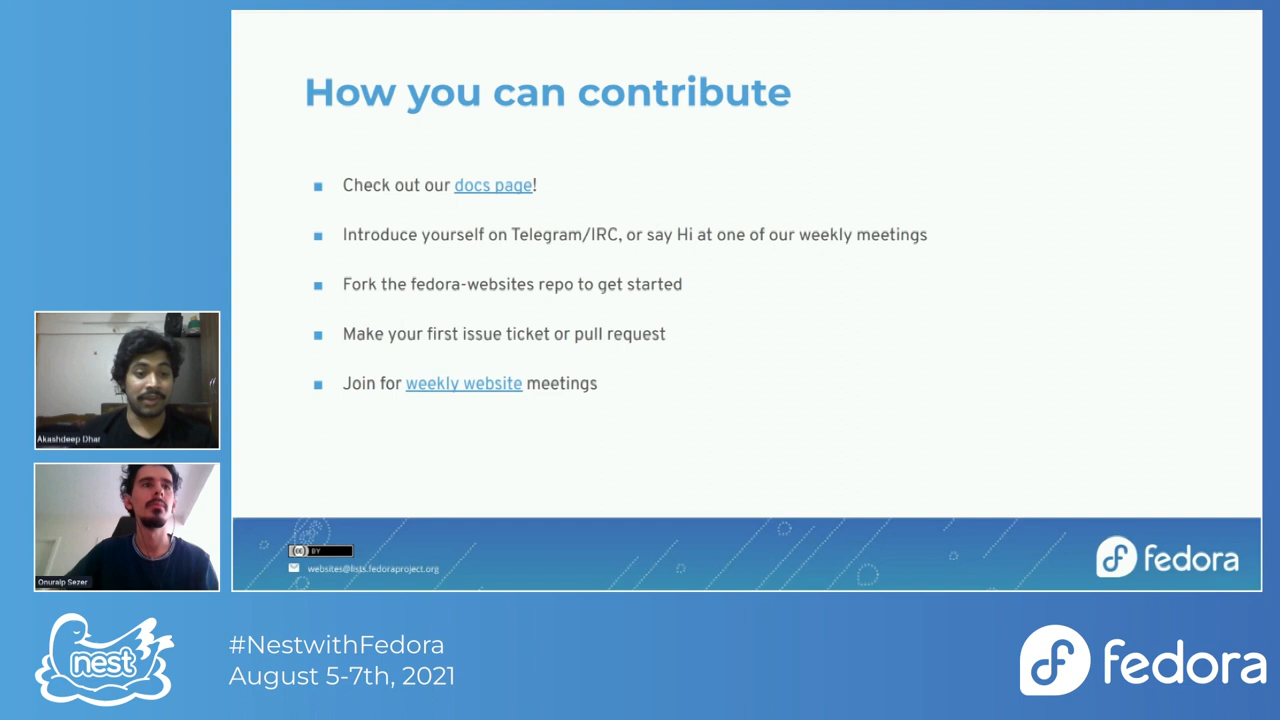 How you can contribute
Check out our docs page!
Introduce yourself on Telegram/IRC, or say Hi at one of our weekly meetings
Fork the fedora-websites repo to get started
Make your first issue ticket or pull request
Join for weekly website meetings
Akashdeep Dhar
Onuralp Sezer
cc BY
websites@lists.fedoraproject.org
fedora
nest
#NestwithFedora
August 5-7th, 2021
fedora